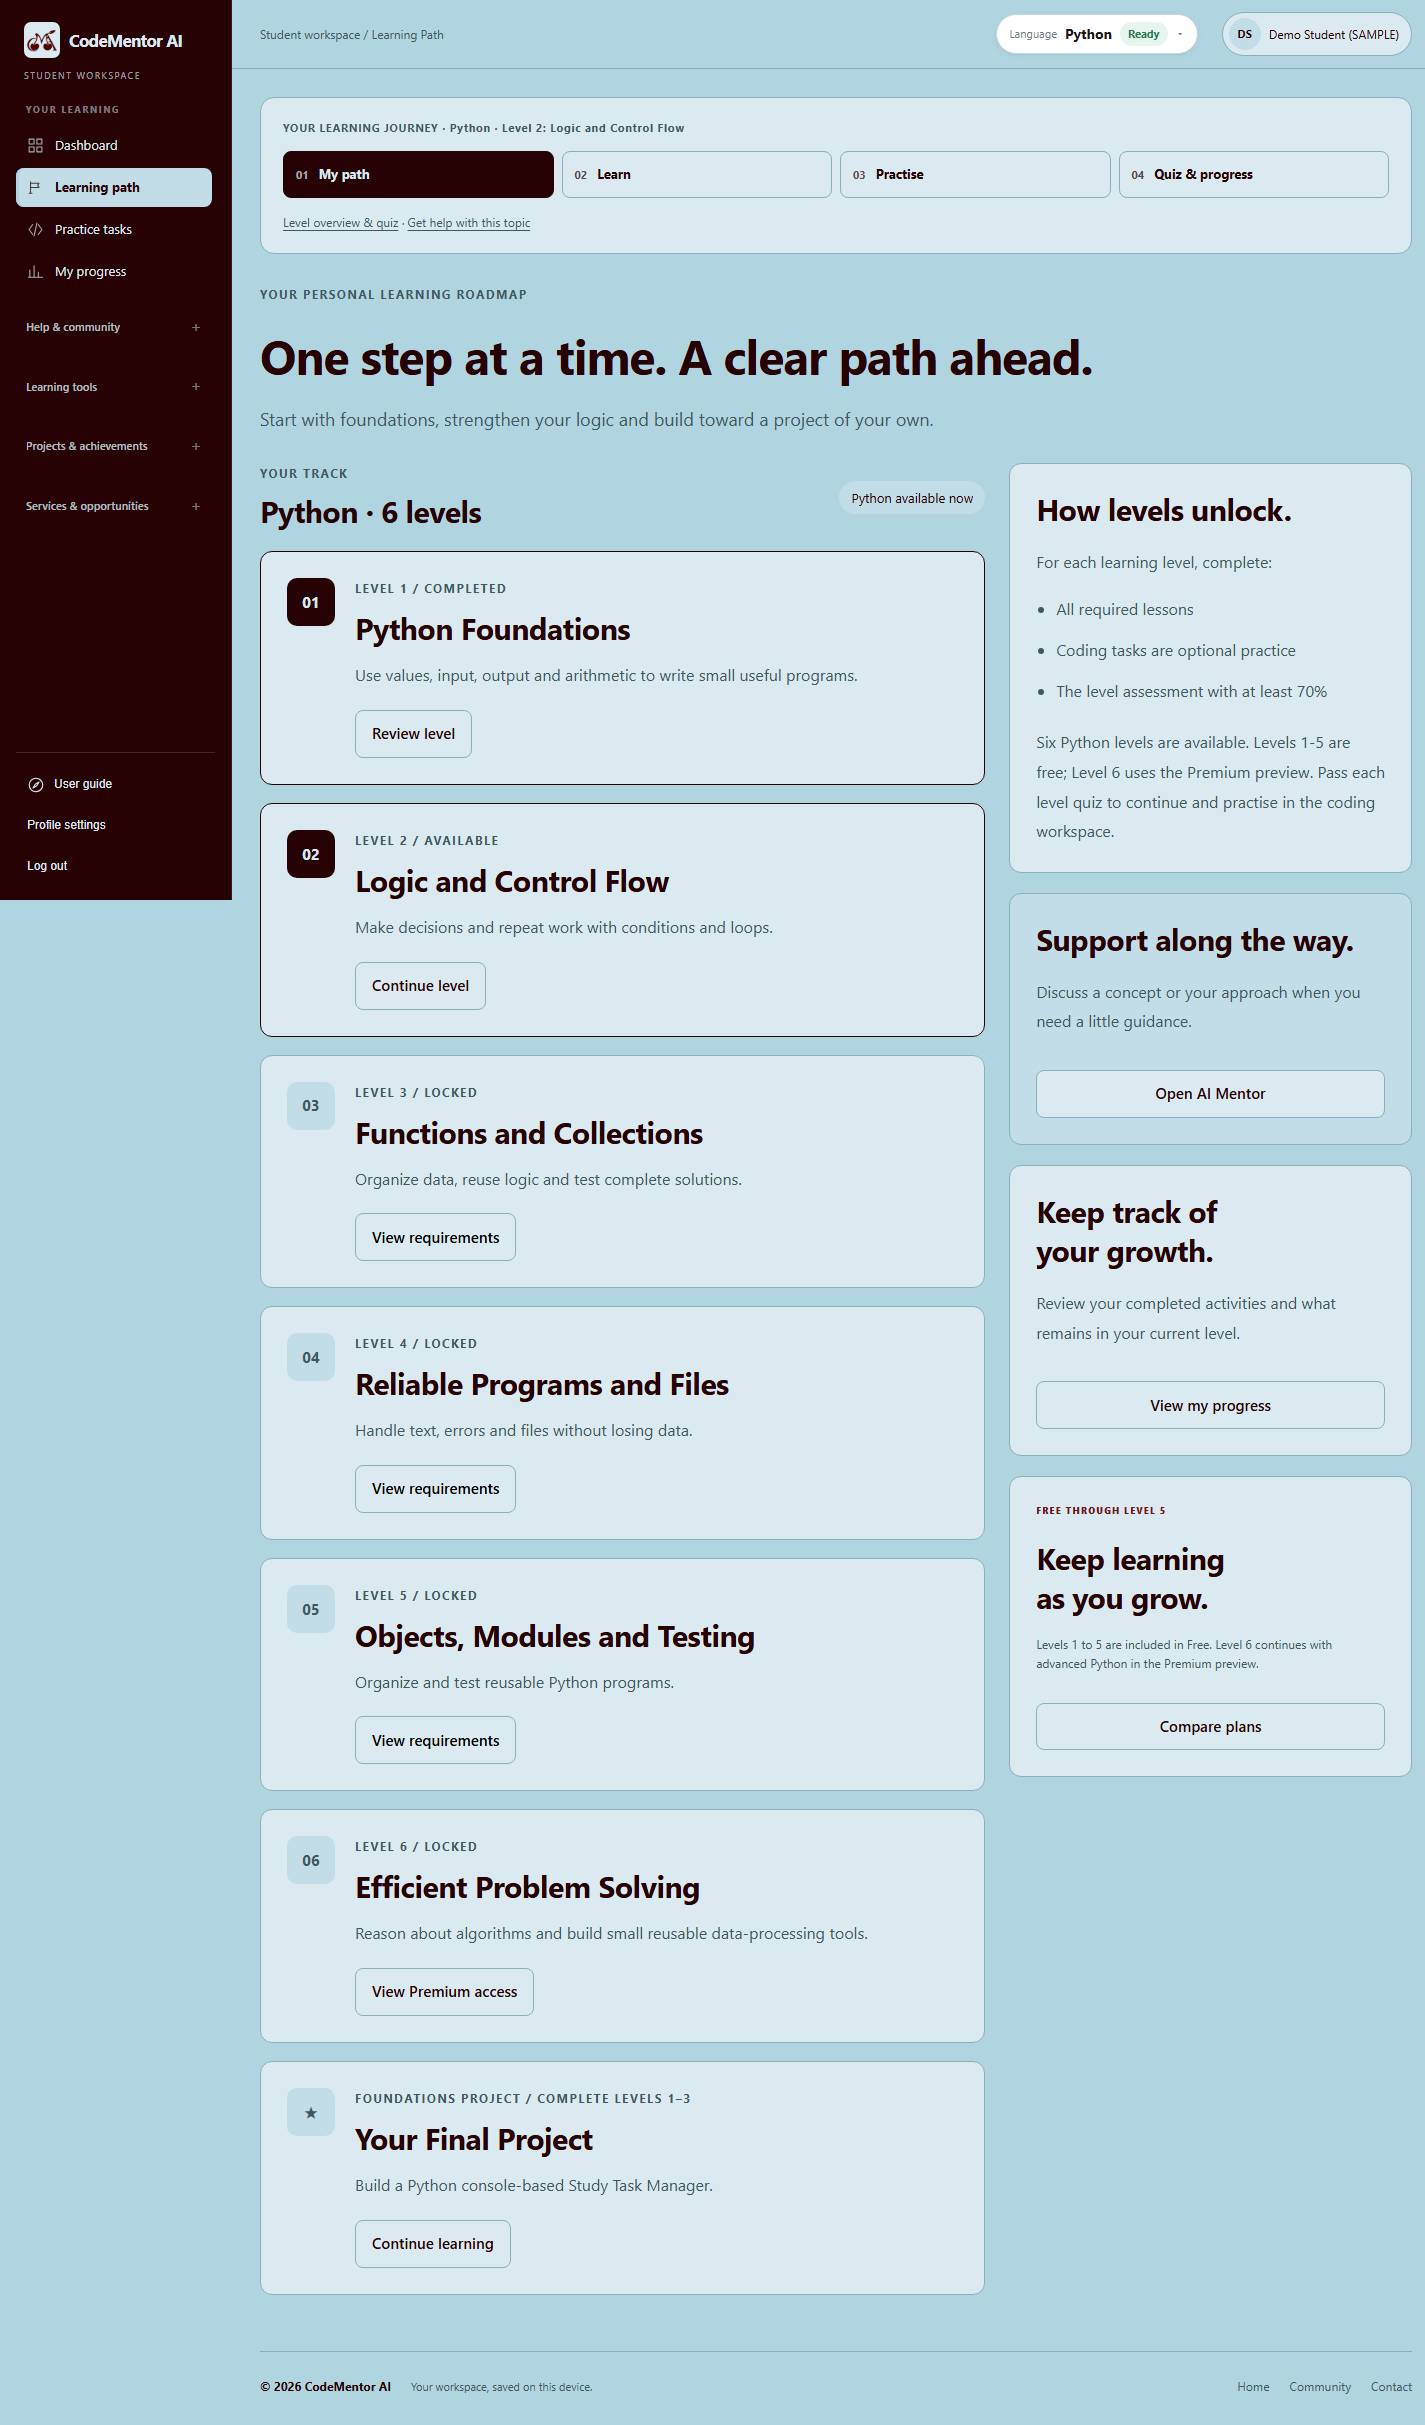 CodeMentor AI
STUDENT WORKSPACE
YOUR LEARNING
Dashboard
Learning path
Practice tasks
My progress
Help & community +
Learning tools +
Projects & achievements +
Services & opportunities +
User guide
Profile settings
Log out
Student workspace / Learning Path
Language Python Ready
DS Demo Student (SAMPLE)
YOUR LEARNING JOURNEY · Python · Level 2: Logic and Control Flow
01 My path
02 Learn
03 Practise
04 Quiz & progress
Level overview & quiz · Get help with this topic
YOUR PERSONAL LEARNING ROADMAP
One step at a time. A clear path ahead.
Start with foundations, strengthen your logic and build toward a project of your own.
YOUR TRACK
Python · 6 levels
Python available now
01
LEVEL 1 / COMPLETED
Python Foundations
Use values, input, output and arithmetic to write small useful programs.
Review level
02
LEVEL 2 / AVAILABLE
Logic and Control Flow
Make decisions and repeat work with conditions and loops.
Continue level
03
LEVEL 3 / LOCKED
Functions and Collections
Organize data, reuse logic and test complete solutions.
View requirements
04
LEVEL 4 / LOCKED
Reliable Programs and Files
Handle text, errors and files without losing data.
View requirements
05
LEVEL 5 / LOCKED
Objects, Modules and Testing
Organize and test reusable Python programs.
View requirements
06
LEVEL 6 / LOCKED
Efficient Problem Solving
Reason about algorithms and build small reusable data-processing tools.
View Premium access
★
FOUNDATIONS PROJECT / COMPLETE LEVELS 1–3
Your Final Project
Build a Python console-based Study Task Manager.
Continue learning
How levels unlock.
For each learning level, complete:
• All required lessons
• Coding tasks are optional practice
• The level assessment with at least 70%
Six Python levels are available. Levels 1-5 are
free; Level 6 uses the Premium preview. Pass each
level quiz to continue and practise in the coding
workspace.
Support along the way.
Discuss a concept or your approach when you
need a little guidance.
Open AI Mentor
Keep track of
your growth.
Review your completed activities and what
remains in your current level.
View my progress
FREE THROUGH LEVEL 5
Keep learning
as you grow.
Levels 1 to 5 are included in Free. Level 6 continues with
advanced Python in the Premium preview.
Compare plans
© 2026 CodeMentor AI
Your workspace, saved on this device.
Home
Community
Contact